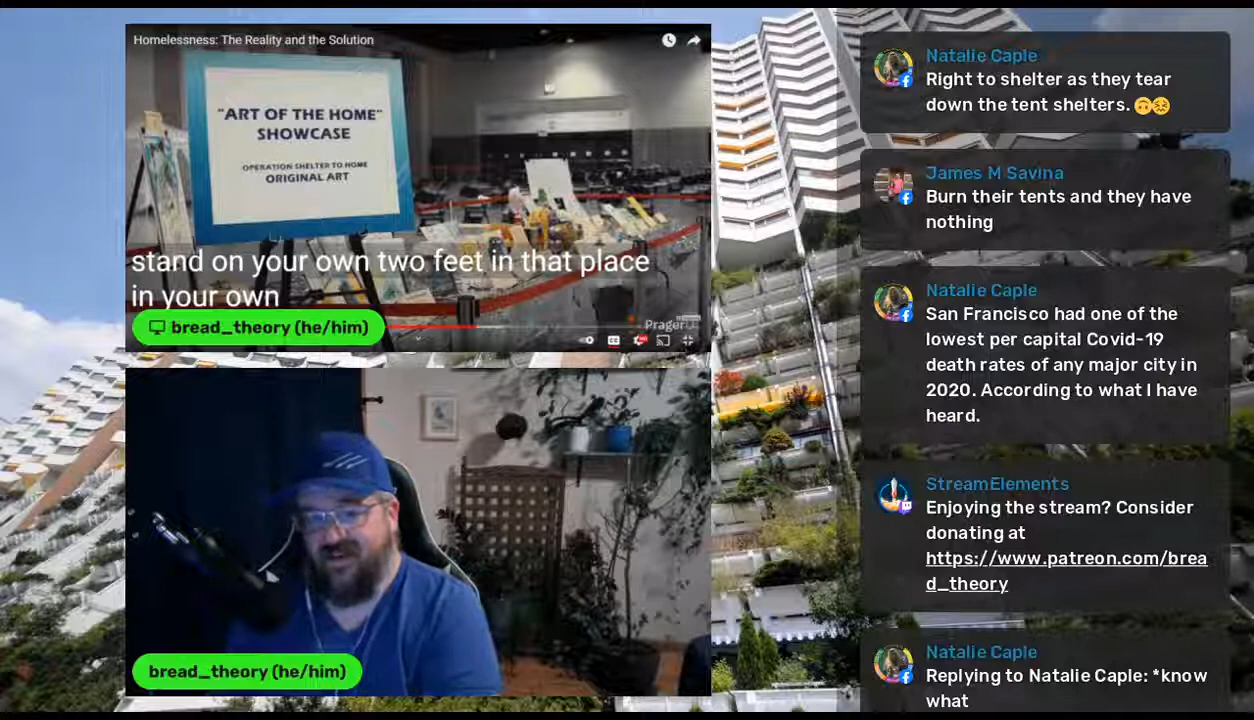 Homelessness: The Reality and the Solution
"ART OF THE HOME"
SHOWCASE
OPERATION SHELTER TO HOME
ORIGINAL ART
stand on your own two feet in that place
in your own
bread_theory (he/him)
PragerU
CC
bread_theory (he/him)
Natalie Caple
Right to shelter as they tear
down the tent shelters. 🙃😖
James M Savina
Burn their tents and they have
nothing
Natalie Caple
San Francisco had one of the
lowest per capital Covid-19
death rates of any major city in
2020. According to what I have
heard.
StreamElements
Enjoying the stream? Consider
donating at
https://www.patreon.com/brea
d_theory
Natalie Caple
Replying to Natalie Caple: *know
what